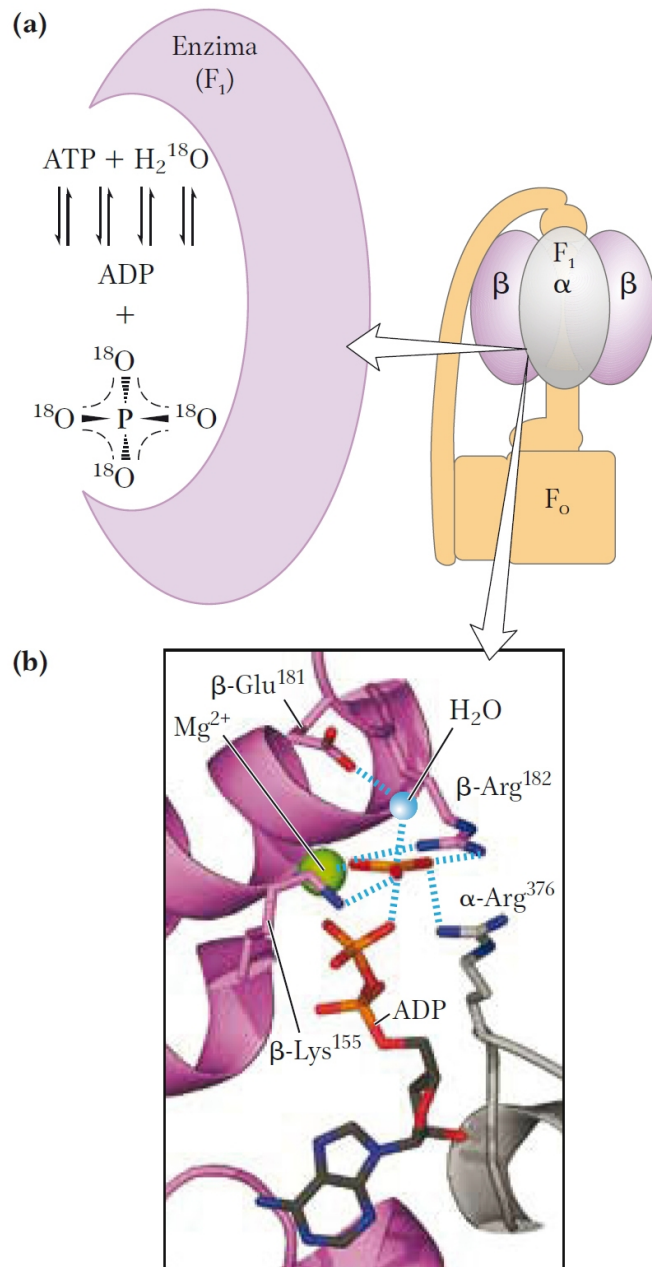 (a)
Enzima
(F₁)
ATP + H₂¹⁸O
ADP
+
¹⁸O
¹⁸O P ¹⁸O
¹⁸O
F₁
β α β
Fₒ
(b)
β-Glu¹⁸¹
Mg²⁺
H₂O
β-Arg¹⁸²
α-Arg³⁷⁶
ADP
β-Lys¹⁵⁵